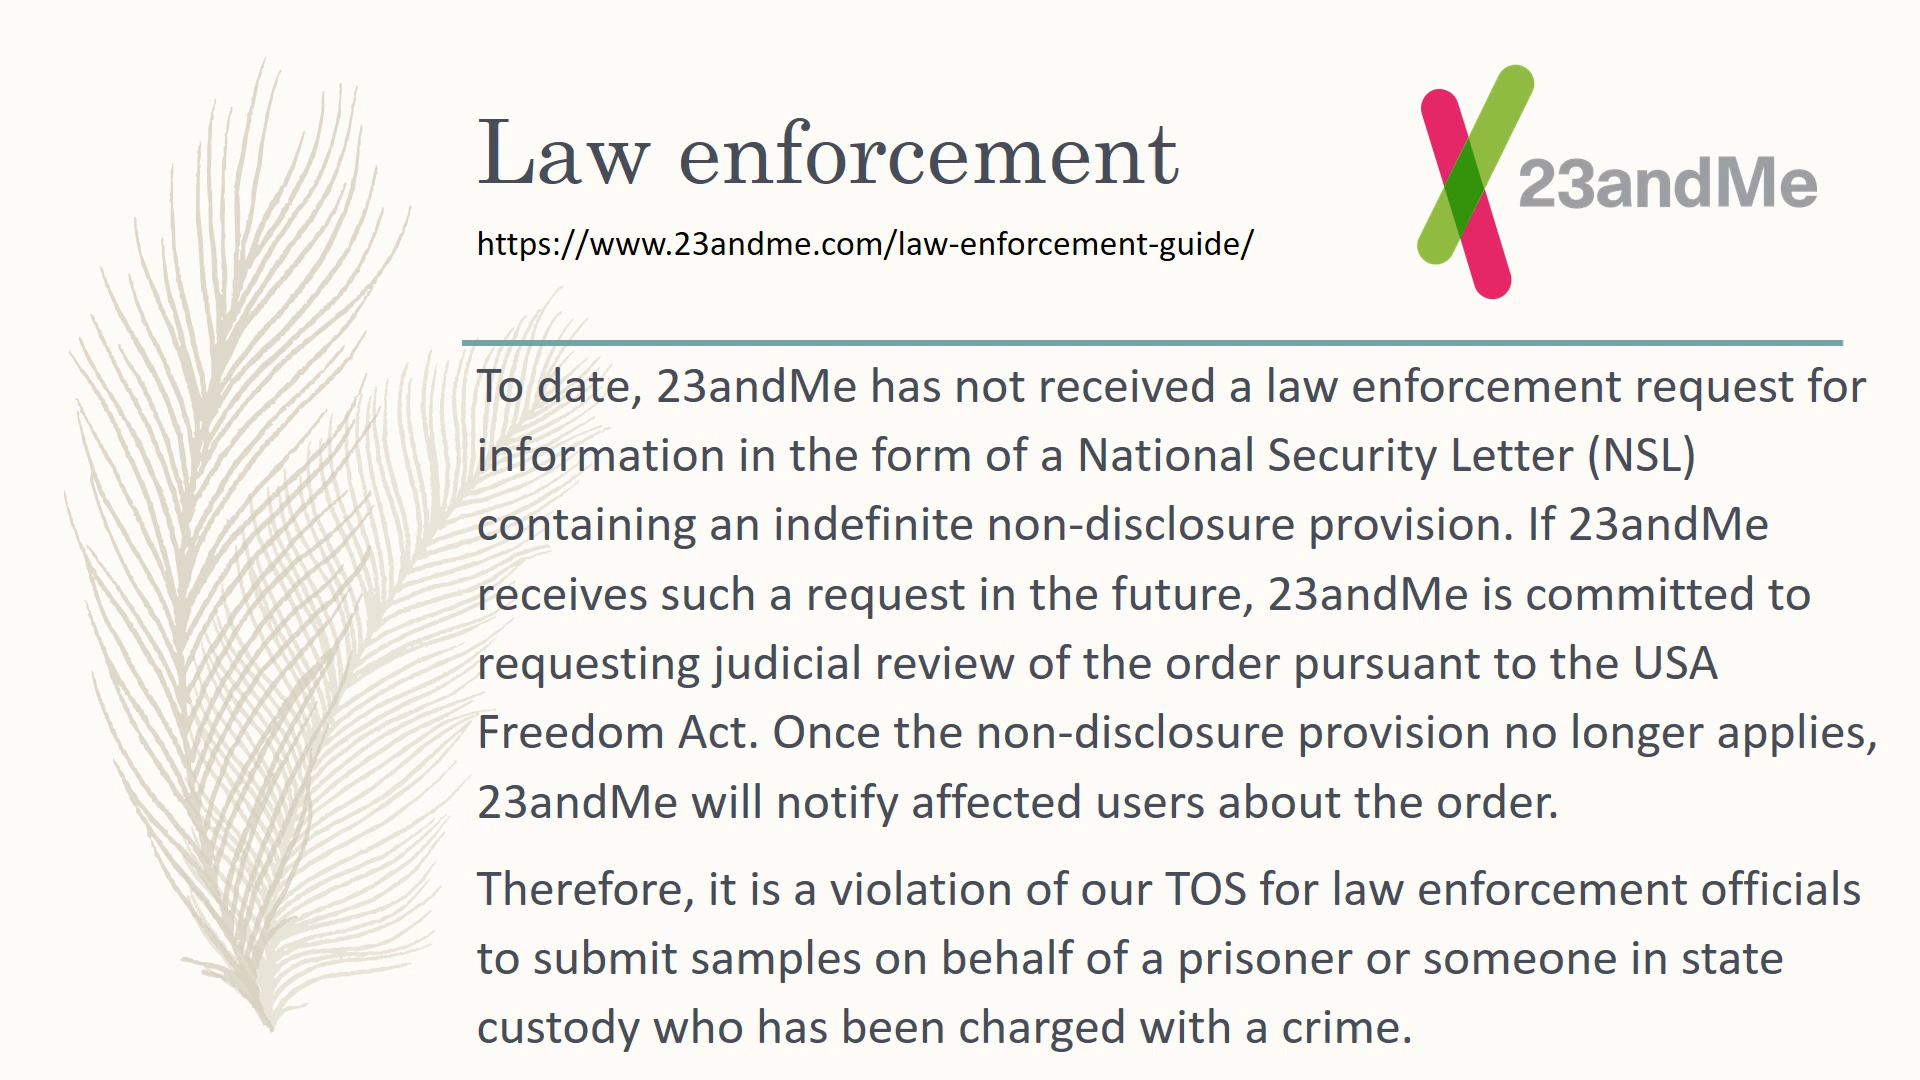 Law enforcement
23andMe
https://www.23andme.com/law-enforcement-guide/
To date, 23andMe has not received a law enforcement request for
information in the form of a National Security Letter (NSL)
containing an indefinite non-disclosure provision. If 23andMe
receives such a request in the future, 23andMe is committed to
requesting judicial review of the order pursuant to the USA
Freedom Act. Once the non-disclosure provision no longer applies,
23andMe will notify affected users about the order.
Therefore, it is a violation of our TOS for law enforcement officials
to submit samples on behalf of a prisoner or someone in state
custody who has been charged with a crime.